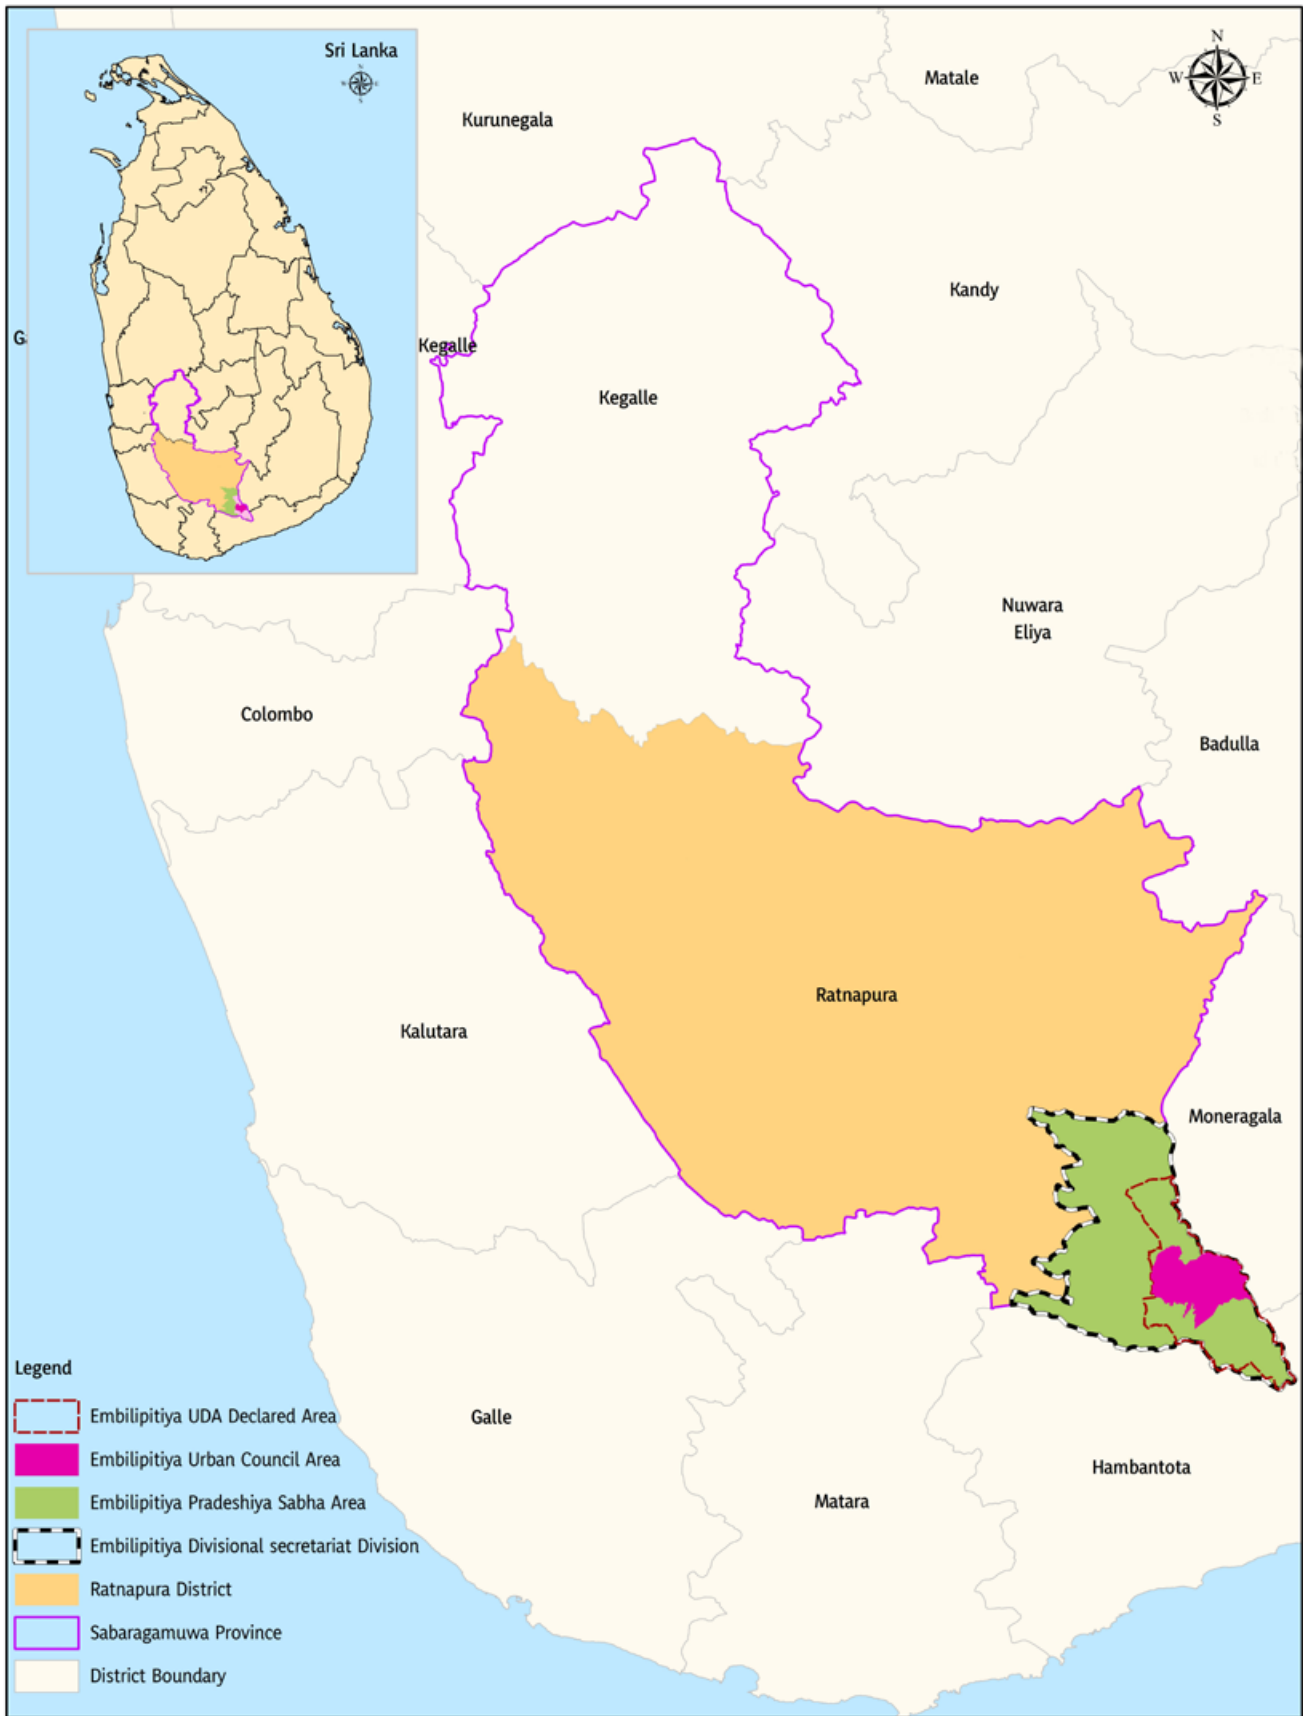 Sri Lanka
N
W E
S
Matale
Kurunegala
Kandy
G
Kegalle
Kegalle
Nuwara
Eliya
Colombo
Badulla
Ratnapura
Kalutara
Moneragala
Legend
Embilipitiya UDA Declared Area
Embilipitiya Urban Council Area
Embilipitiya Pradeshiya Sabha Area
Embilipitiya Divisional secretariat Division
Ratnapura District
Sabaragamuwa Province
District Boundary
Galle
Hambantota
Matara